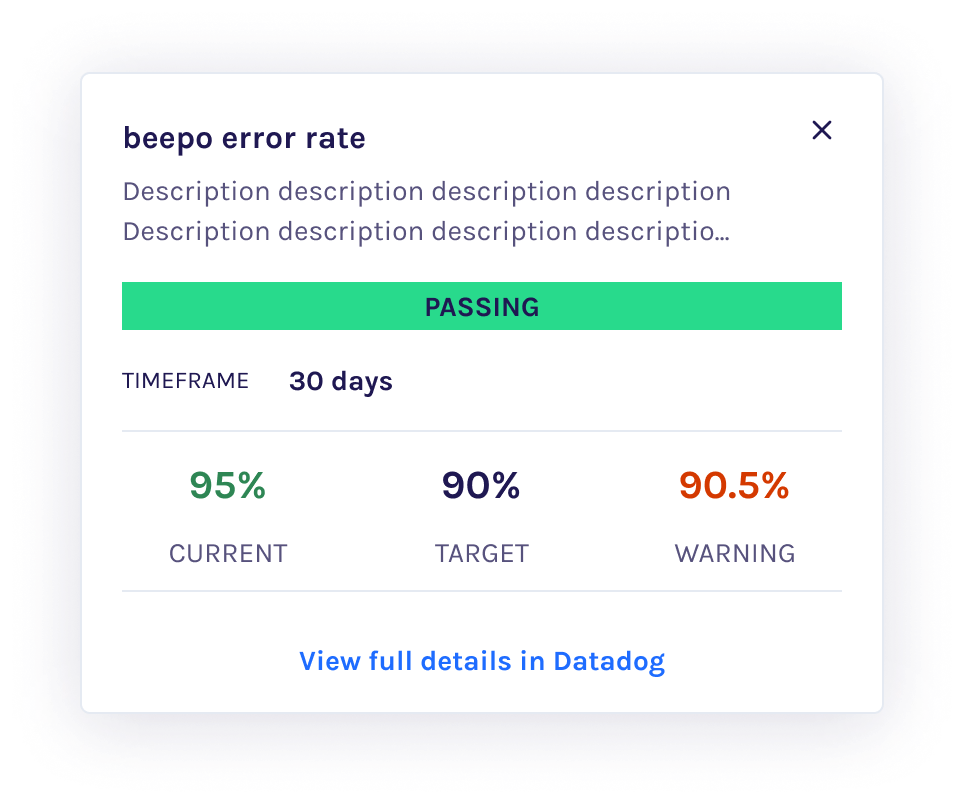 beepo error rate
Description description description description
Description description description descriptio...
PASSING
TIMEFRAME 30 days
95% 90% 90.5%
CURRENT TARGET WARNING
View full details in Datadog